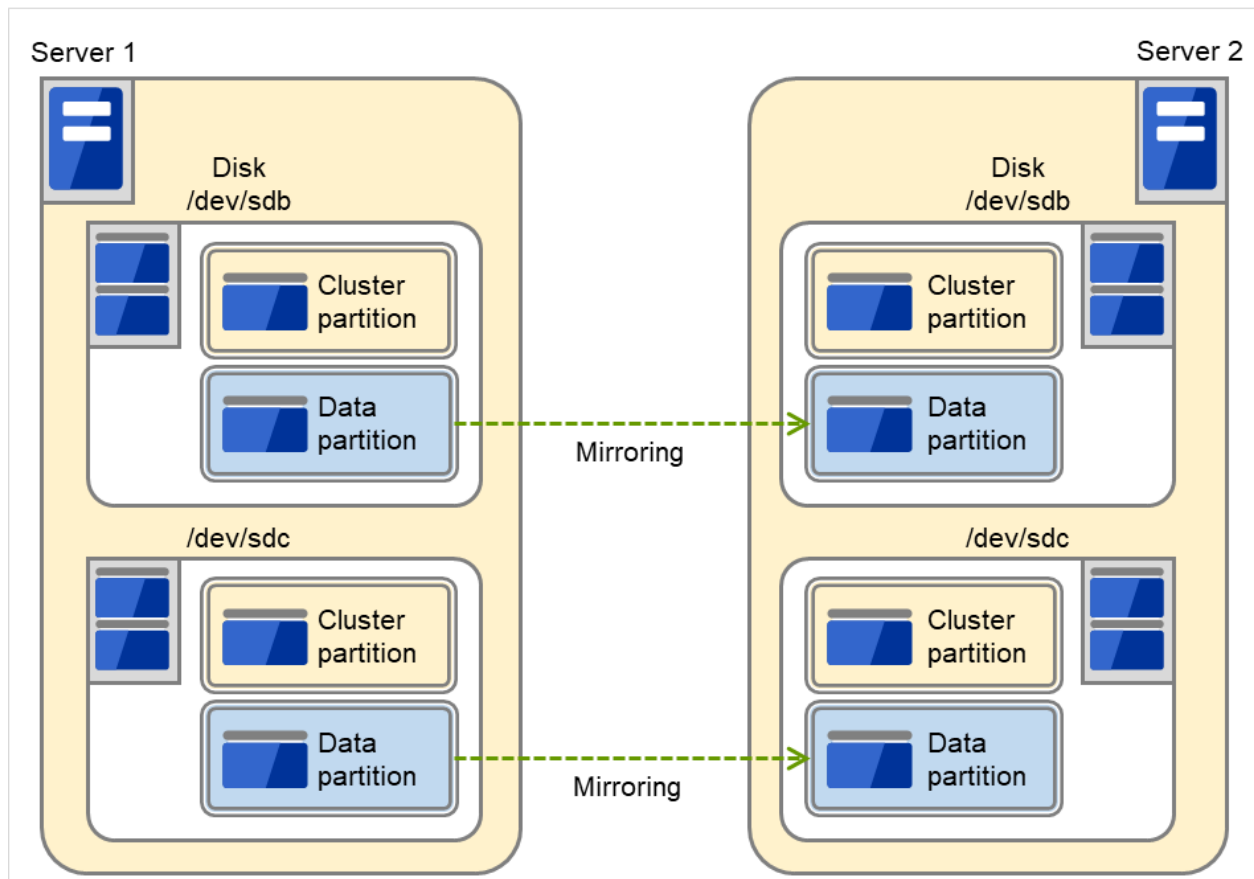 Server 1
Server 2
Disk
/dev/sdb
Disk
/dev/sdb
Cluster
partition
Cluster
partition
Data
partition
Mirroring
Data
partition
/dev/sdc
/dev/sdc
Cluster
partition
Cluster
partition
Data
partition
Mirroring
Data
partition